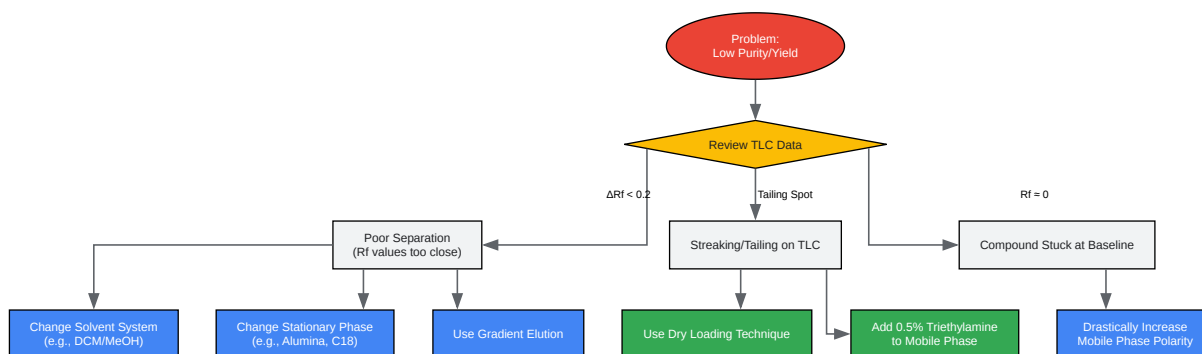 Problem:
Low Purity/Yield
Review TLC Data
ΔRf < 0.2
Tailing Spot
Rf ≈ 0
Poor Separation
(Rf values too close)
Streaking/Tailing on TLC
Compound Stuck at Baseline
Change Solvent System
(e.g., DCM/MeOH)
Change Stationary Phase
(e.g., Alumina, C18)
Use Gradient Elution
Use Dry Loading Technique
Add 0.5% Triethylamine
to Mobile Phase
Drastically Increase
Mobile Phase Polarity